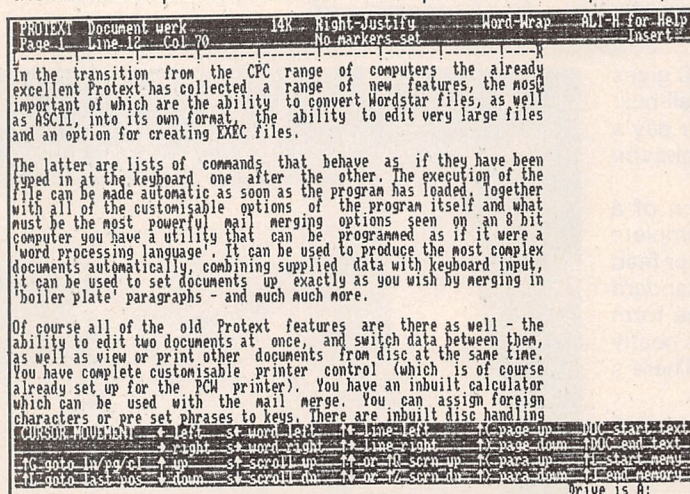 PROTEXT Document werk 14K Right-Justify Word-Wrap ALT-H for Help
Page 1 Line 12 Col 70 No markers set Insert
In the transition from the CPC range of computers the already
excellent Protext has collected a range of new features, the most
important of which are the ability to convert Wordstar files, as well
as ASCII, into its own format, the ability to edit very large files
and an option for creating EXEC files.
The latter are lists of commands that behave as if they have been
typed in at the keyboard one after the other. The execution of the
file can be made automatic as soon as the program has loaded. Together
with all of the customisable options of the program itself and what
must be the most powerful mail merging options seen on an 8 bit
computer you have a utility that can be programmed as if it were a
'word processing language'. It can be used to produce the most complex
documents automatically, combining supplied data with keyboard input,
it can be used to set documents up exactly as you wish by merging in
'boiler plate' paragraphs - and much much more.
Of course all of the old Protext features are there as well - the
ability to edit two documents at once, and switch data between them,
as well as view or print other documents from disc at the same time.
You have complete customisable printer control (which is of course
already set up for the PCW printer). You have an inbuilt calculator
which can be used with the mail merge. You can assign foreign
characters or pre set phrases to keys. There are inbuilt disc handling
CURSOR MOVEMENT ← left s← word left ↑← line left ↑C page up DOC start text
→ right s→ word right ↑→ line right page down ↑DOC end text
↑G goto ln/pg/cl ↑ up s↑ scroll up ↑↑ or ↑Q scrn up para up start memy
↑L goto last pos ↓ down s↓ scroll dn ↑↓ or ↑Z scrn dn para down end memory
Drive is A: